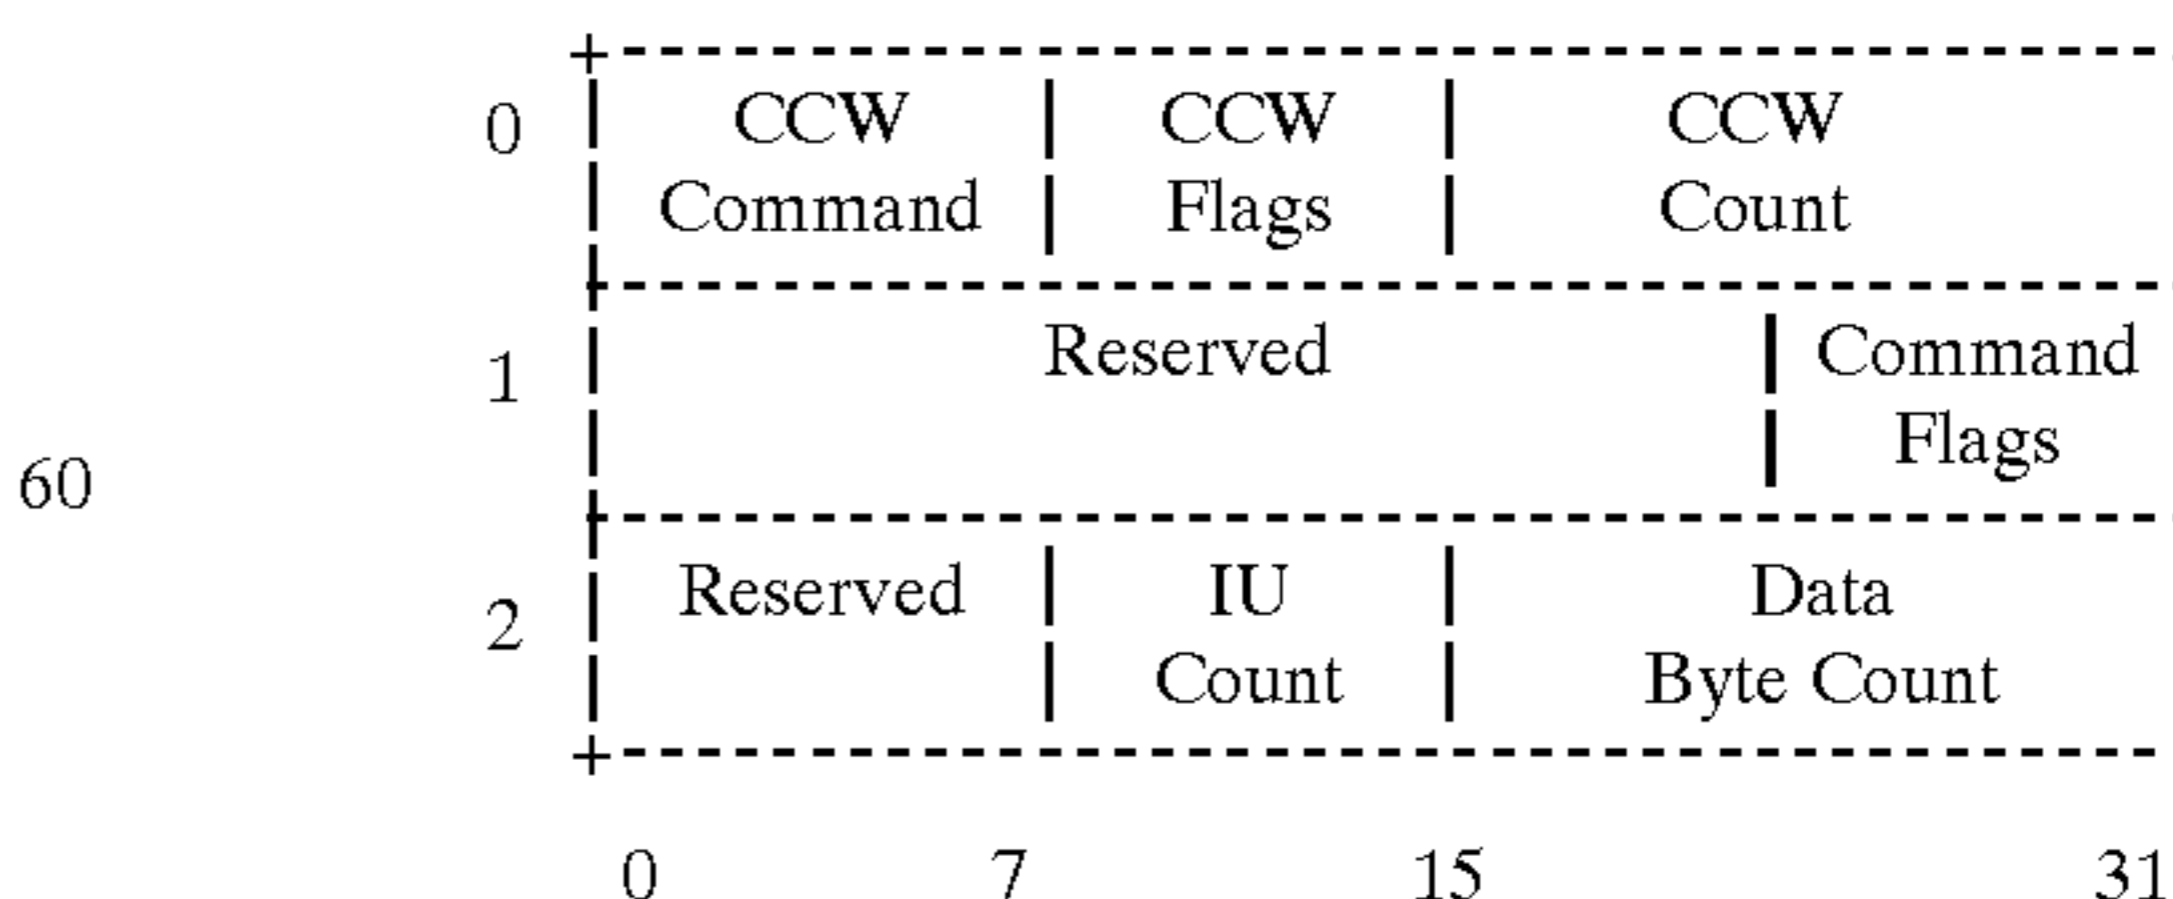 0 CCW | CCW | CCW
Command | Flags | Count
1 Reserved | Command
Flags
60
2 Reserved | IU | Data
Count | Byte Count
0 7 15 31